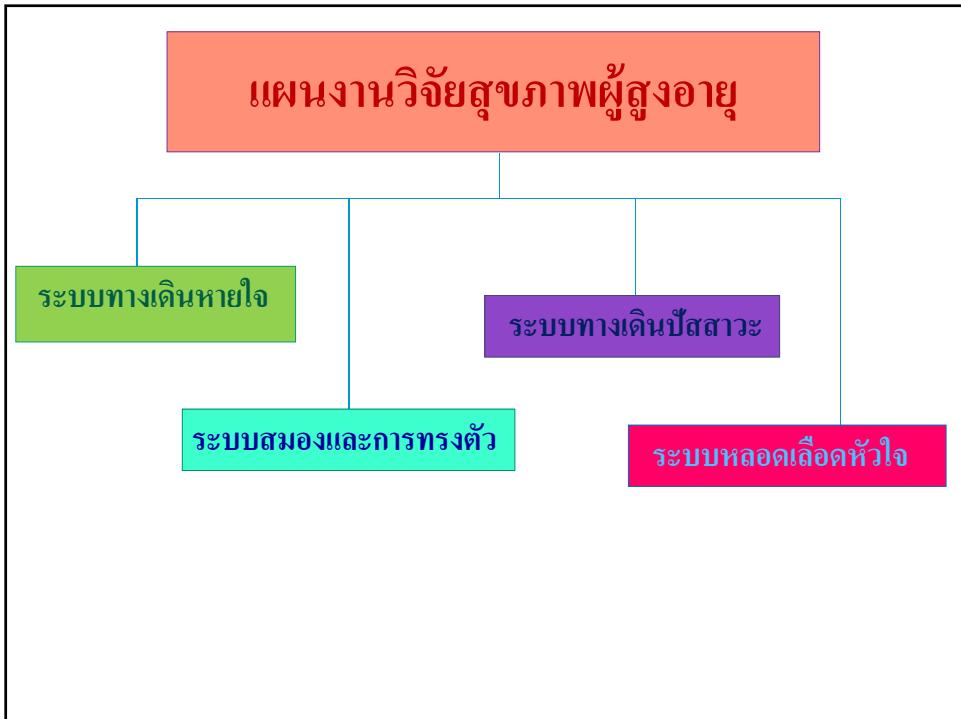 แผนงานวิจัยสุขภาพผู้สูงอายุ
ระบบทางเดินหายใจ
ระบบทางเดินปัสสาวะ
ระบบสมองและการทรงตัว
ระบบหลอดเลือดหัวใจ